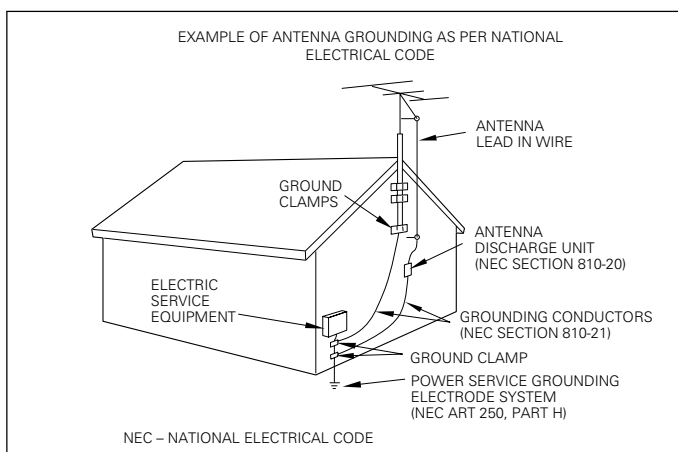 EXAMPLE OF ANTENNA GROUNDING AS PER NATIONAL
ELECTRICAL CODE
ANTENNA
LEAD IN WIRE
GROUND
CLAMPS
ANTENNA
DISCHARGE UNIT
(NEC SECTION 810-20)
ELECTRIC
SERVICE
EQUIPMENT
GROUNDING CONDUCTORS
(NEC SECTION 810-21)
GROUND CLAMP
POWER SERVICE GROUNDING
ELECTRODE SYSTEM
(NEC ART 250, PART H)
NEC – NATIONAL ELECTRICAL CODE